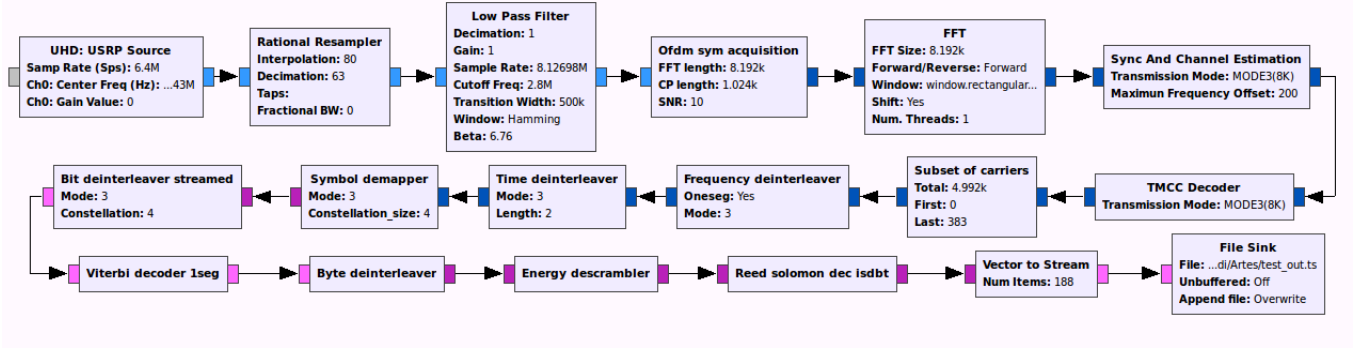 UHD: USRP Source
Samp Rate (Sps): 6.4M
Ch0: Center Freq (Hz): ...43M
Ch0: Gain Value: 0
Rational Resampler
Interpolation: 80
Decimation: 63
Taps:
Fractional BW: 0
Low Pass Filter
Decimation: 1
Gain: 1
Sample Rate: 8.12698M
Cutoff Freq: 2.8M
Transition Width: 500k
Window: Hamming
Beta: 6.76
Ofdm sym acquisition
FFT length: 8.192k
CP length: 1.024k
SNR: 10
FFT
FFT Size: 8.192k
Forward/Reverse: Forward
Window: window.rectangular...
Shift: Yes
Num. Threads: 1
Sync And Channel Estimation
Transmission Mode: MODE3(8K)
Maximun Frequency Offset: 200
Bit deinterleaver streamed
Mode: 3
Constellation: 4
Symbol demapper
Mode: 3
Constellation_size: 4
Time deinterleaver
Mode: 3
Length: 2
Frequency deinterleaver
Oneseg: Yes
Mode: 3
Subset of carriers
Total: 4.992k
First: 0
Last: 383
TMCC Decoder
Transmission Mode: MODE3(8K)
Viterbi decoder 1seg
Byte deinterleaver
Energy descrambler
Reed solomon dec isdbt
Vector to Stream
Num Items: 188
File Sink
File: ...di/Artes/test_out.ts
Unbuffered: Off
Append file: Overwrite